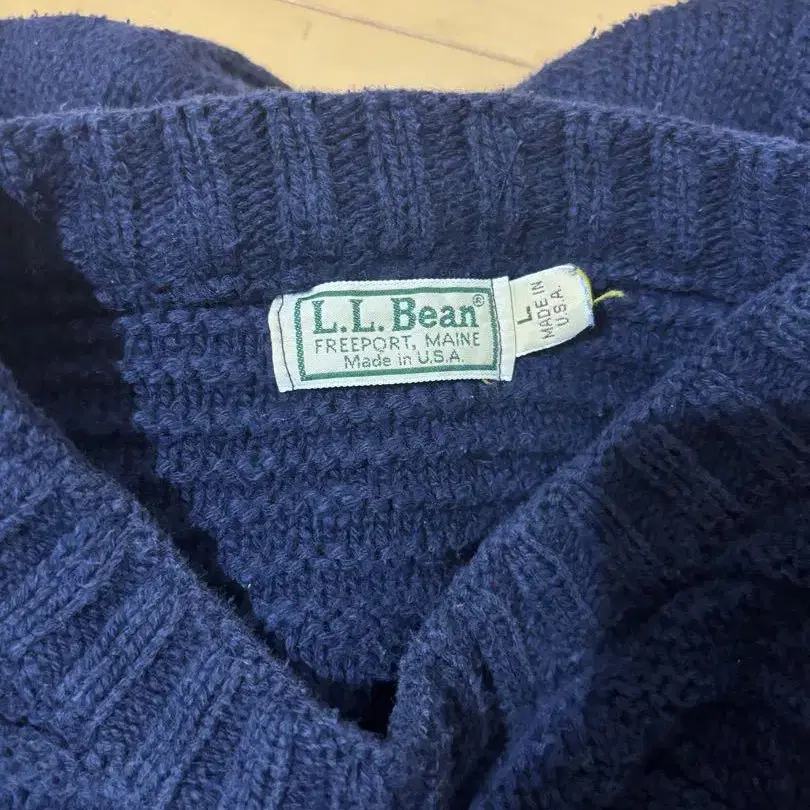 L.L.Bean®
FREEPORT, MAINE
Made in U.S.A.
L
MADE IN
U.S.A.